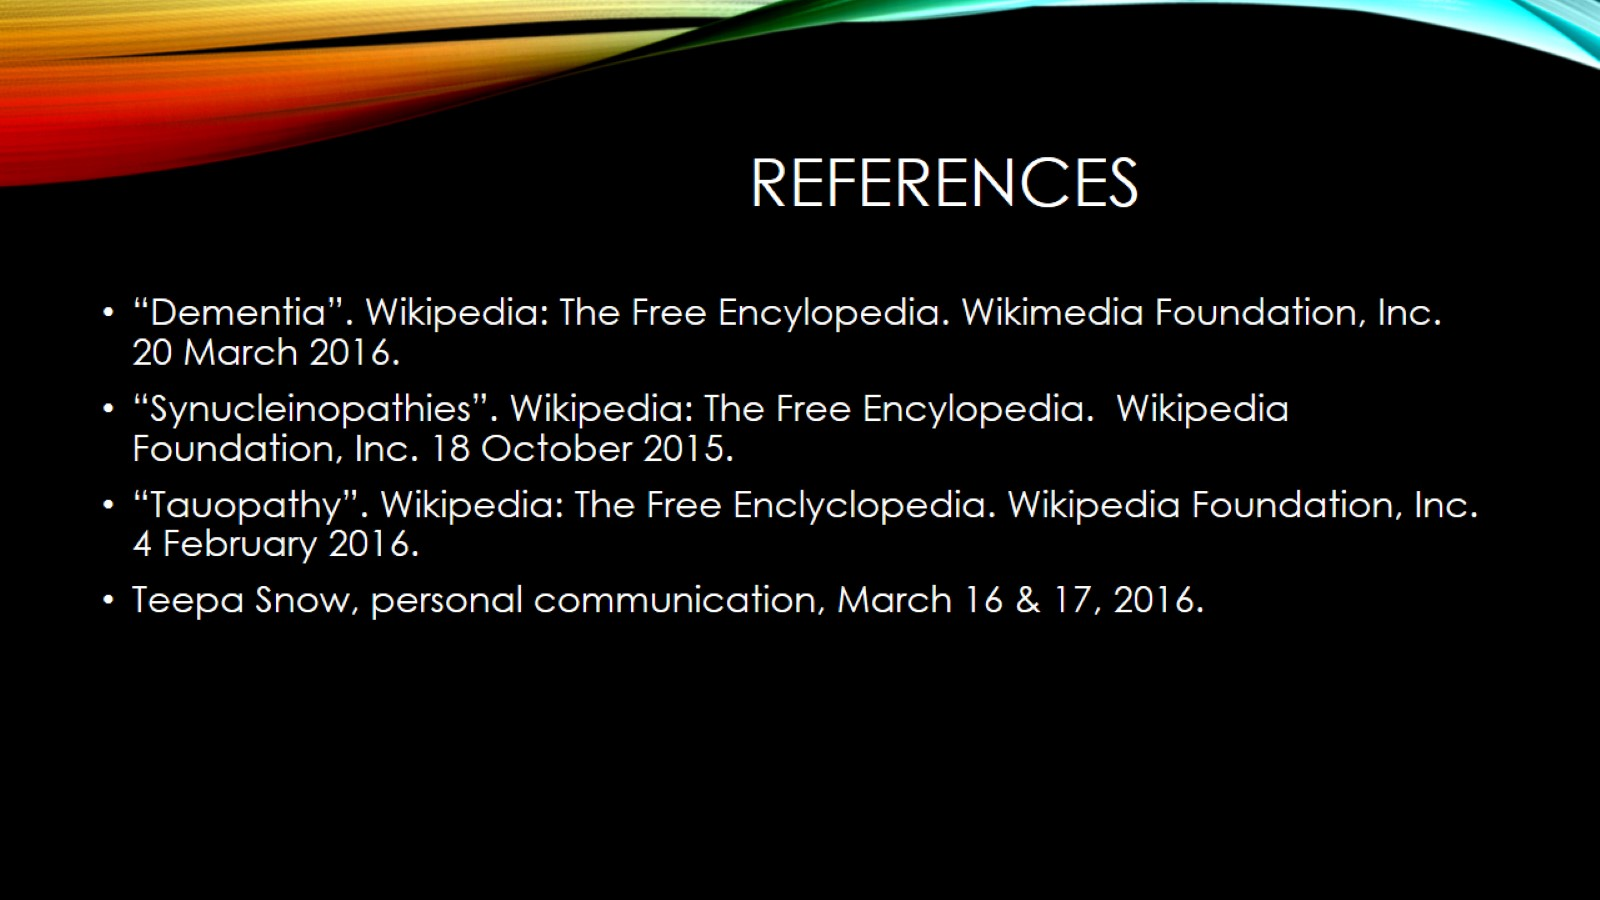 REFERENCES
• “Dementia”. Wikipedia: The Free Encylopedia. Wikimedia Foundation, Inc.
20 March 2016.
• “Synucleinopathies”. Wikipedia: The Free Encylopedia.  Wikipedia
Foundation, Inc. 18 October 2015.
• “Tauopathy”. Wikipedia: The Free Enclyclopedia. Wikipedia Foundation, Inc.
4 February 2016.
• Teepa Snow, personal communication, March 16 & 17, 2016.